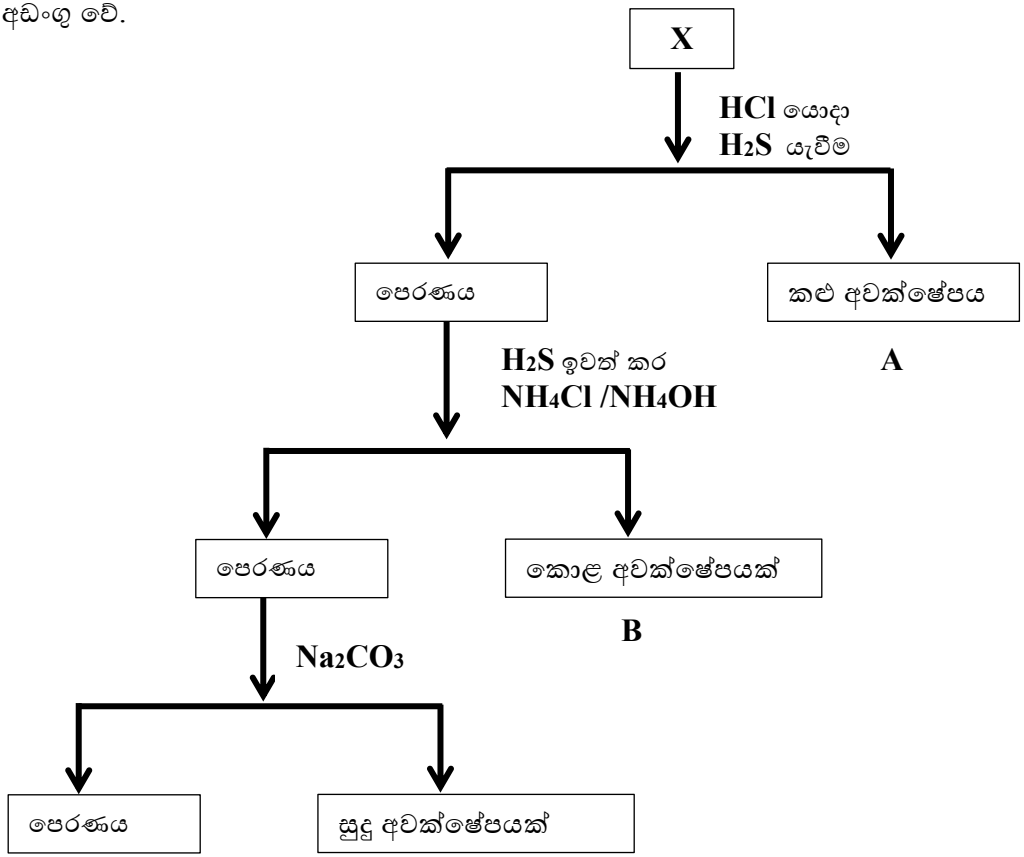 අඩංගු වේ.
X
HCl යොදා
H₂S යැවීම
පෙරණය
කළු අවක්ෂේපය
A
H₂S ඉවත් කර
NH₄Cl /NH₄OH
පෙරණය
කොළ අවක්ෂේපයක්
B
Na₂CO₃
පෙරණය
සුදු අවක්ෂේපයක්